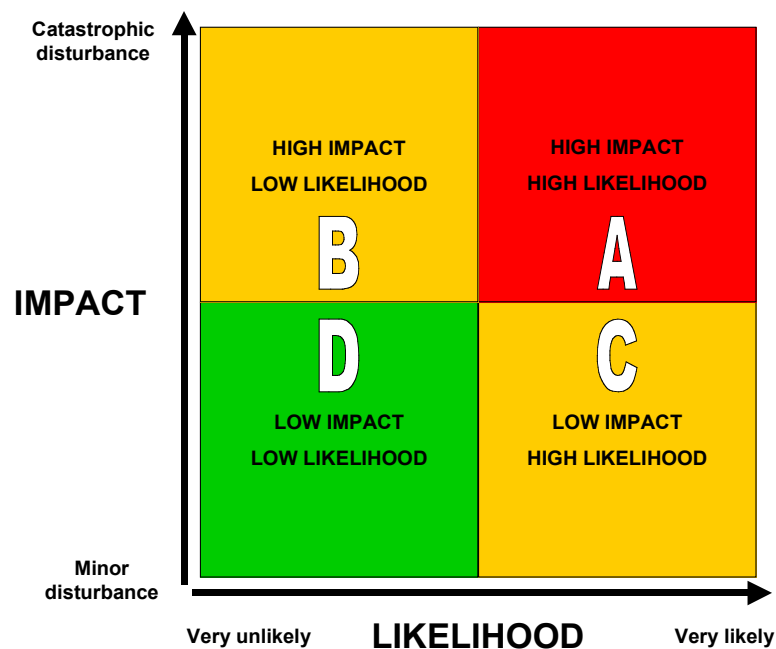 Catastrophic
disturbance
HIGH IMPACT
LOW LIKELIHOOD
B
HIGH IMPACT
HIGH LIKELIHOOD
A
IMPACT
D
LOW IMPACT
LOW LIKELIHOOD
C
LOW IMPACT
HIGH LIKELIHOOD
Minor
disturbance
Very unlikely
LIKELIHOOD
Very likely